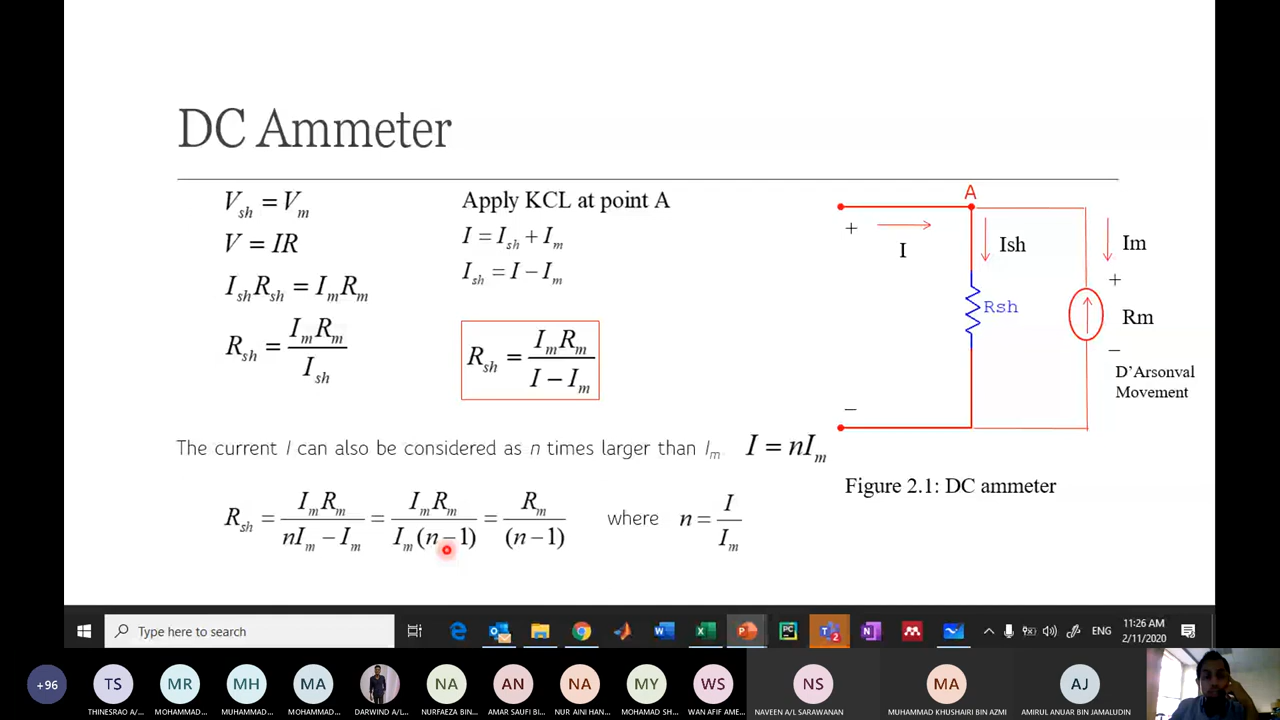 DC Ammeter
V_sh = V_m
V = IR
I_sh R_sh = I_m R_m
R_sh = I_m R_m / I_sh
Apply KCL at point A
I = I_sh + I_m
I_sh = I − I_m
R_sh = I_m R_m / (I − I_m)
A
+
I
Ish
Im
+
Rsh
Rm
−
D'Arsonval
Movement
−
The current I can also be considered as n times larger than I_m. I = nI_m
Figure 2.1: DC ammeter
R_sh = I_m R_m / (nI_m − I_m) = I_m R_m / I_m (n−1) = R_m / (n−1) where n = I / I_m
Type here to search
ENG
11:26 AM
2/11/2020
+96
TS
MR
MH
MA
NA
AN
NA
MY
WS
NS
MA
AJ
THINESRAO A/...
MOHAMMAD ...
MUHAMMAD ...
MOHAMMAD ...
DARWIND A/L...
NURFAEZA BIN...
AMAR SAUFI BI...
NUR AINI HAN...
MOHAMAD SH...
WAN AFIF AME...
NAVEEN A/L SARAWANAN
MUHAMMAD KHUSHAIRI BIN AZMI
AMIRUL ANUAR BIN JAMALUDIN